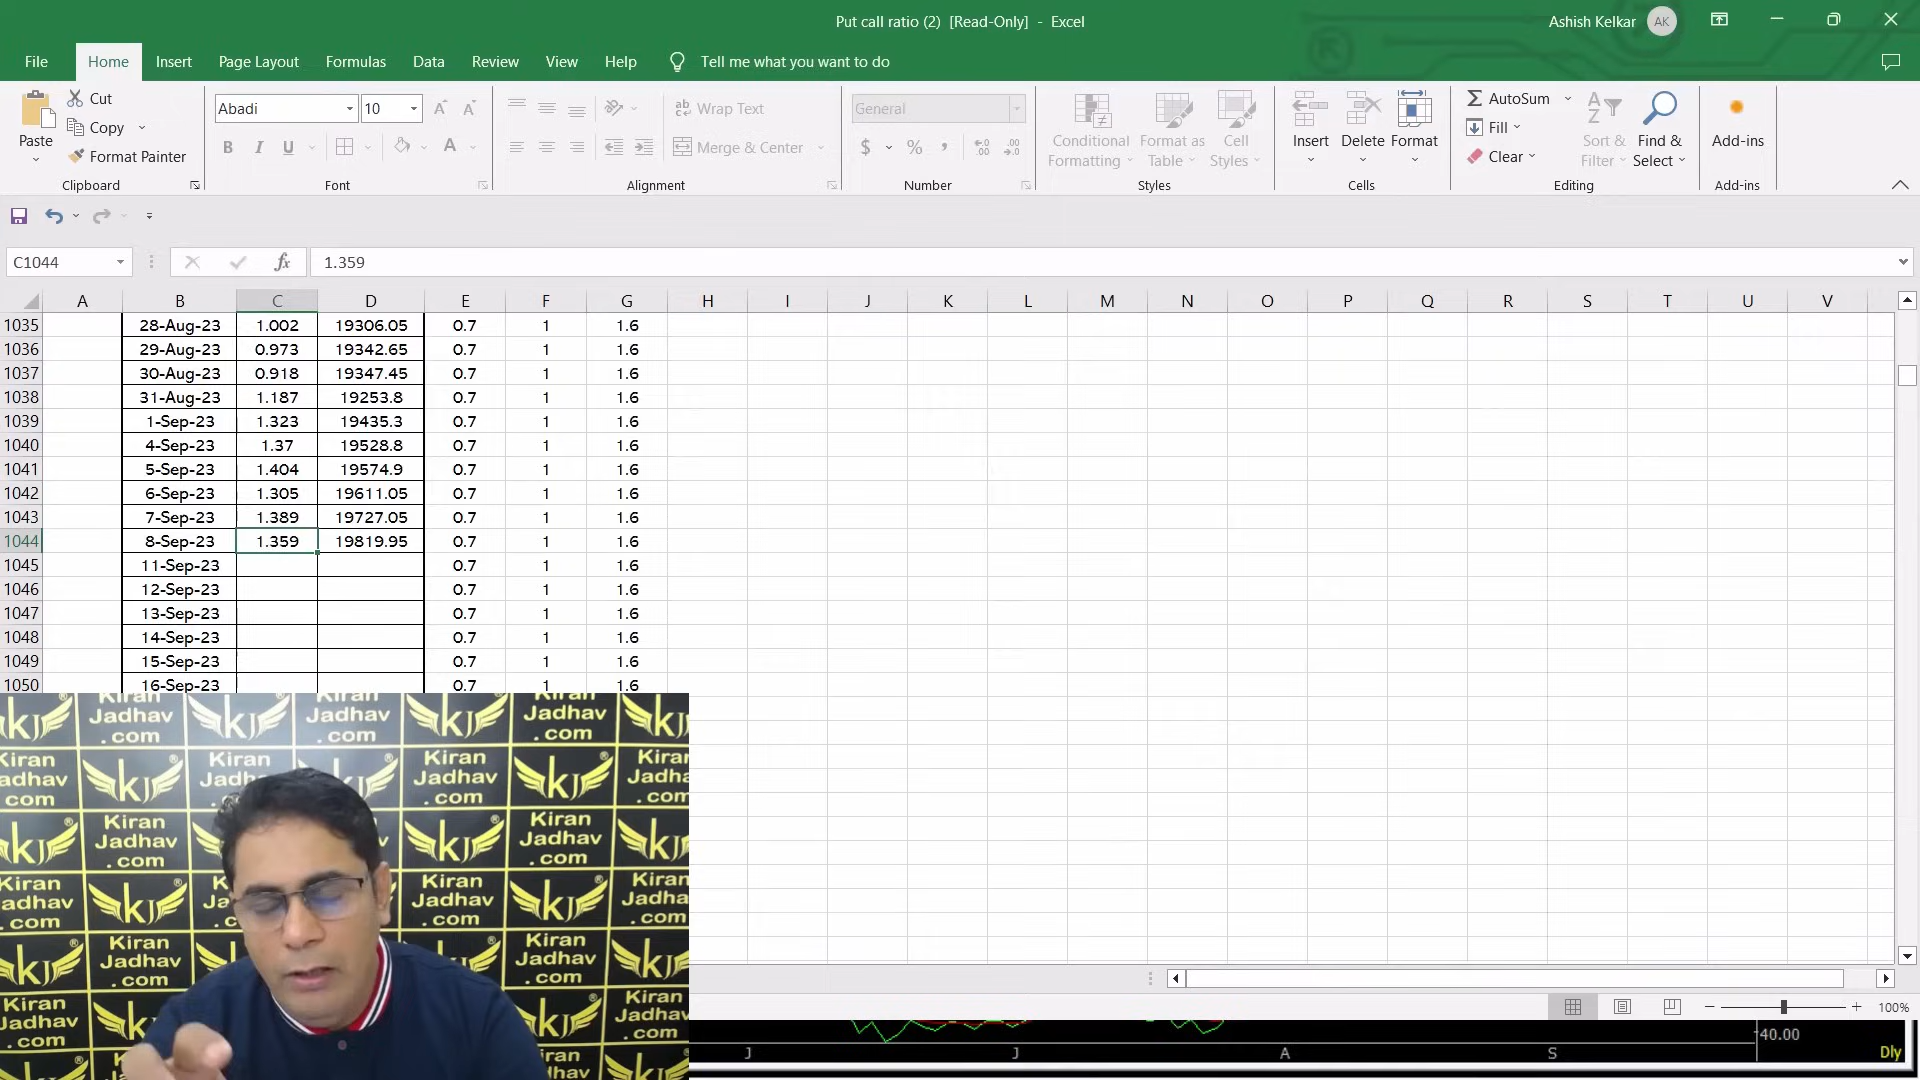 Put call ratio (2) [Read-Only] - Excel
Ashish Kelkar AK
File Home Insert Page Layout Formulas Data Review View Help Tell me what you want to do
Cut
Copy
Format Painter
Paste
Clipboard
Abadi 10
B I U A
Font
Wrap Text
Merge & Center
Alignment
General
$ % ,
Number
Conditional Formatting
Format as Table
Cell Styles
Styles
Insert Delete Format
Cells
AutoSum
Fill
Clear
Sort & Filter
Find & Select
Editing
Add-ins
Add-ins
C1044 fx 1.359
A B C D E F G H I J K L M N O P Q R S T U V
1035 28-Aug-23 1.002 19306.05 0.7 1 1.6
1036 29-Aug-23 0.973 19342.65 0.7 1 1.6
1037 30-Aug-23 0.918 19347.45 0.7 1 1.6
1038 31-Aug-23 1.187 19253.8 0.7 1 1.6
1039 1-Sep-23 1.323 19435.3 0.7 1 1.6
1040 4-Sep-23 1.37 19528.8 0.7 1 1.6
1041 5-Sep-23 1.404 19574.9 0.7 1 1.6
1042 6-Sep-23 1.305 19611.05 0.7 1 1.6
1043 7-Sep-23 1.389 19727.05 0.7 1 1.6
1044 8-Sep-23 1.359 19819.95 0.7 1 1.6
1045 11-Sep-23 0.7 1 1.6
1046 12-Sep-23 0.7 1 1.6
1047 13-Sep-23 0.7 1 1.6
1048 14-Sep-23 0.7 1 1.6
1049 15-Sep-23 0.7 1 1.6
1050 16-Sep-23 0.7 1 1.6
Kiran Jadhav .com
KJ
100%
40.00
J J A S
Dly